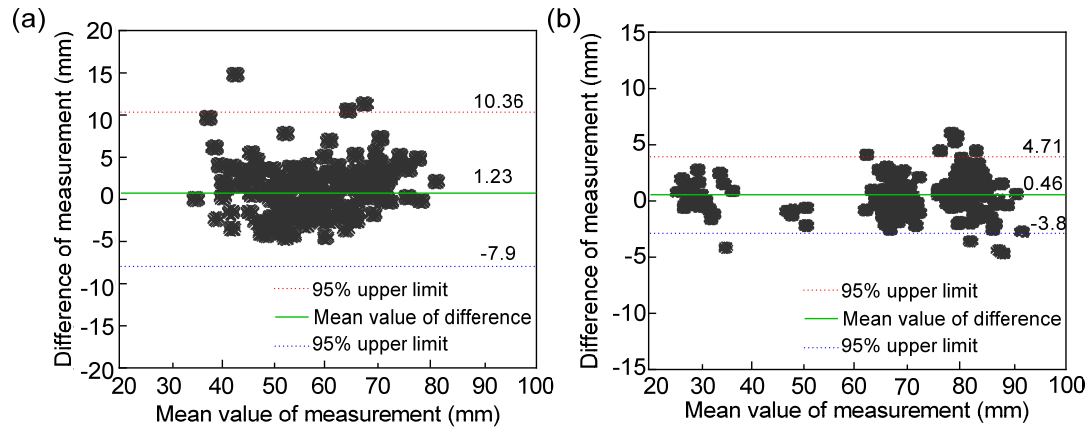 (a)
Difference of measurement (mm)
20
15
10
5
0
-5
-10
-15
-20
10.36
1.23
-7.9
95% upper limit
Mean value of difference
95% upper limit
20 30 40 50 60 70 80 90 100
Mean value of measurement (mm)
(b)
Difference of measurement (mm)
15
10
5
0
-5
-10
-15
4.71
0.46
-3.8
95% upper limit
Mean value of difference
95% upper limit
20 30 40 50 60 70 80 90 100
Mean value of measurement (mm)